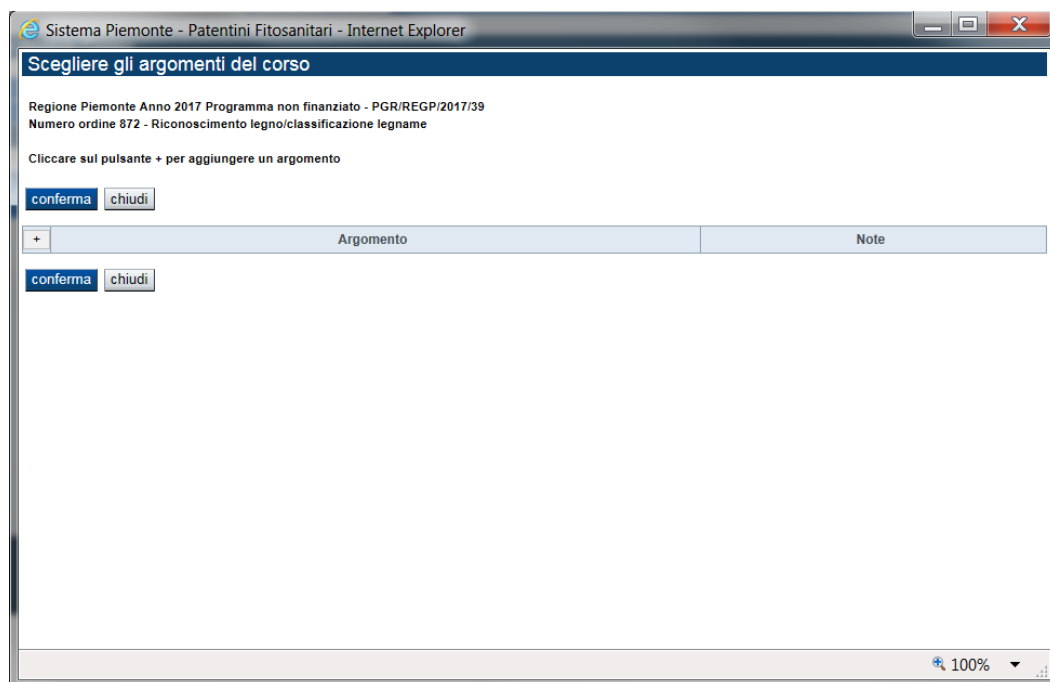 Sistema Piemonte - Patentini Fitosanitari - Internet Explorer
Scegliere gli argomenti del corso
Regione Piemonte Anno 2017 Programma non finanziato - PGR/REGP/2017/39
Numero ordine 872 - Riconoscimento legno/classificazione legname
Cliccare sul pulsante + per aggiungere un argomento
conferma chiudi
+ Argomento Note
conferma chiudi
100%